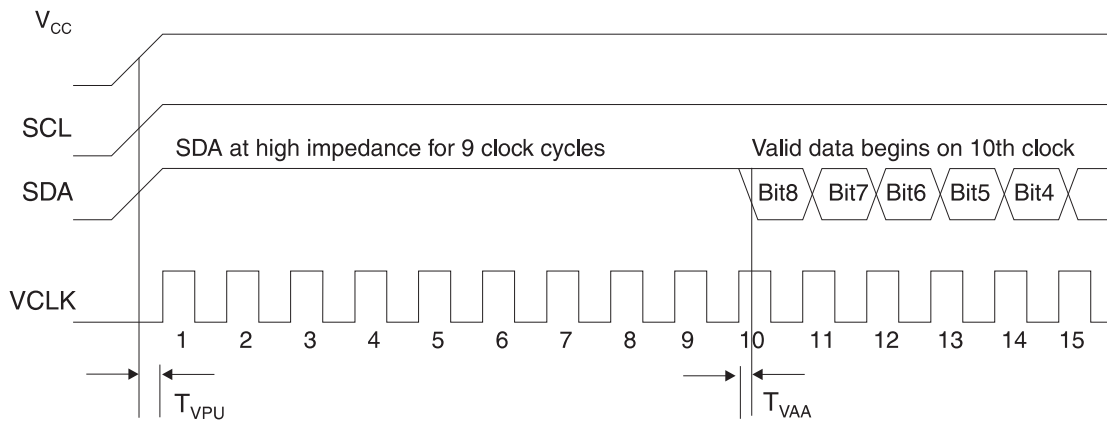 VCC
SCL
SDA at high impedance for 9 clock cycles Valid data begins on 10th clock
SDA Bit8 Bit7 Bit6 Bit5 Bit4
VCLK
1 2 3 4 5 6 7 8 9 10 11 12 13 14 15
TVPU TVAA